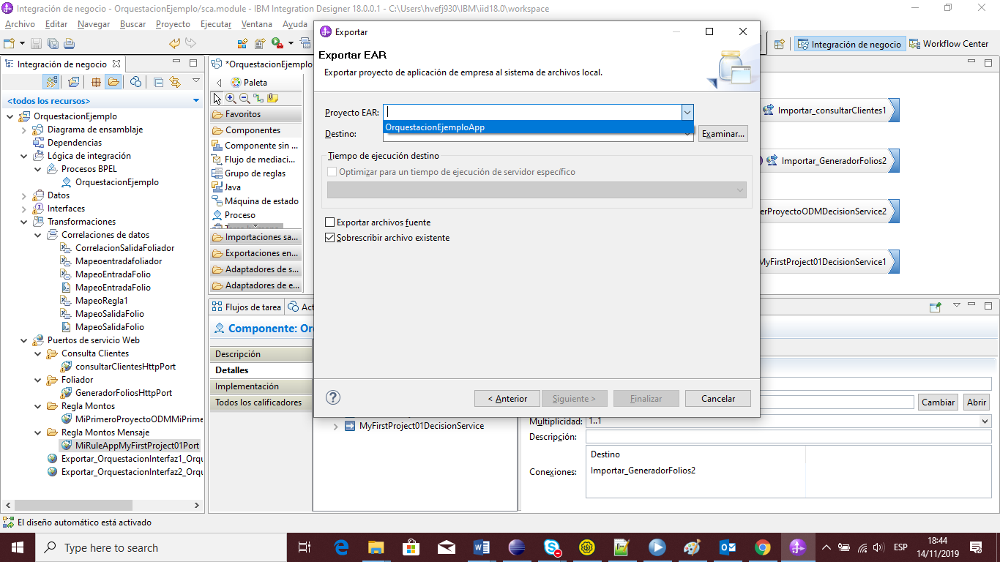 Integración de negocio - OrquestacionEjemplo/sca.module - IBM Integration Designer 18.0.0.1 - C:\Users\hvefj930\IBM\iid18.0\workspace
Archivo Editar Navegar Buscar Proyecto Ejecutar Ventana Ayuda
Integración de negocio Workflow Center
Integración de negocio
<todos los recursos>
OrquestacionEjemplo
Diagrama de ensamblaje
Dependencias
Lógica de integración
Procesos BPEL
OrquestacionEjemplo
Datos
Interfaces
Transformaciones
Correlaciones de datos
CorrelacionSalidaFoliador
Mapeoentradafoliador
MapeoEntradaFolio
MapeoEntradaFolio
MapeoRegla1
MapeoSalidaFolio
MapeoSalidaFolio
Puertos de servicio Web
Consulta Clientes
consultarClientesHttpPort
Foliador
GeneradorFoliosHttpPort
Regla Montos
MiPrimeroProyectoODMMiPrime
Regla Montos Mensaje
MiRuleAppMyFirstProject01Port
Exportar_OrquestacionInterfaz1_Orqu
Exportar_OrquestacionInterfaz2_Orqu
*OrquestacionEjemplo
Paleta
Favoritos
Componentes
Componente sin ...
Flujo de mediaci...
Grupo de reglas
Java
Máquina de estado
Proceso
Importaciones sa...
Exportaciones en...
Adaptadores de s...
Adaptadores de e...
Exportar
Exportar EAR
Exportar proyecto de aplicación de empresa al sistema de archivos local.
Proyecto EAR:
OrquestacionEjemploApp
Destino:
Examinar...
Tiempo de ejecución destino
Optimizar para un tiempo de ejecución de servidor específico
Exportar archivos fuente
Sobrescribir archivo existente
< Anterior Siguiente > Finalizar Cancelar
Importar_consultarClientes1
Importar_GeneradorFolios2
erProyectoODMDecisionService2
MyFirstProject01DecisionService1
Flujos de tarea Act
Componente: Or
Descripción
Detalles
Implementación
Todos los calificadores
MyFirstProject01DecisionService
Cambiar Abrir
Multiplicidad: 1..1
Descripción:
Conexiones:
Destino
Importar_GeneradorFolios2
El diseño automático está activado
Type here to search
ESP
18:44
14/11/2019